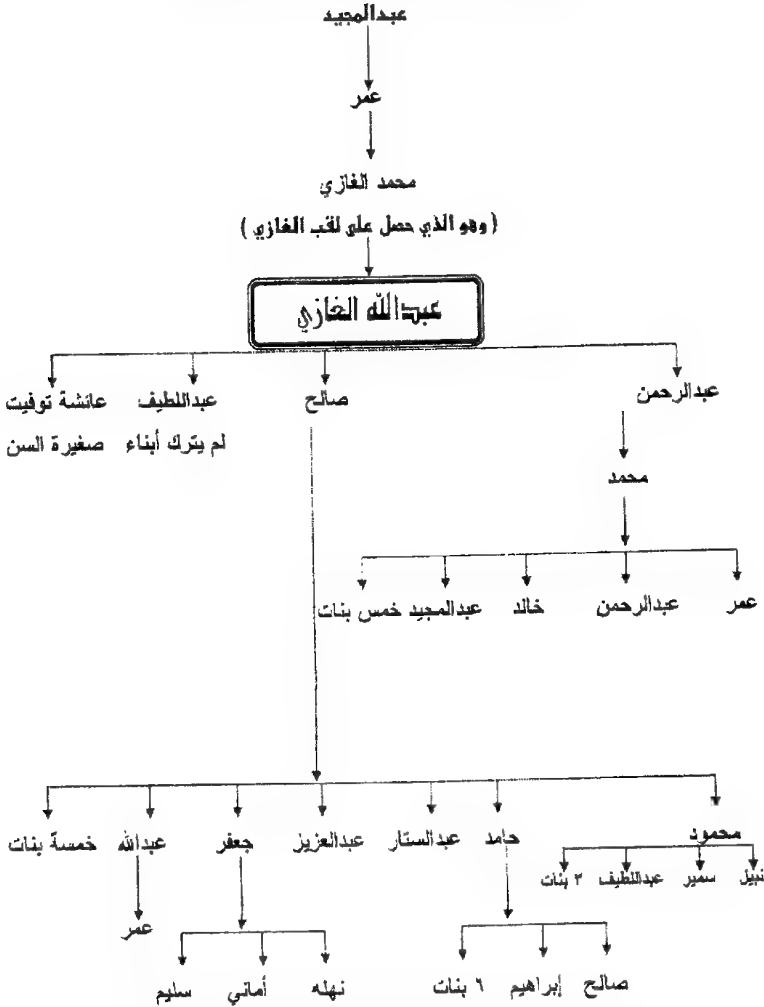 عبدالمجيد
عمر
محمد الغازي
( وهو الذي حصل على لقب الغازي )
عبدالله الغازي
عبدالرحمن صالح عبداللطيف عائشة توفيت
لم يترك أبناء صغيرة السن
محمد
عمر عبدالرحمن خالد عبدالمجيد خمس بنات
محمود حامد عبدالستار عبدالعزيز جعفر عبدالله خمسة بنات
نبيل سمير عبداللطيف ٣ بنات
عمر
صالح إبراهيم ٦ بنات نهله أماني سليم